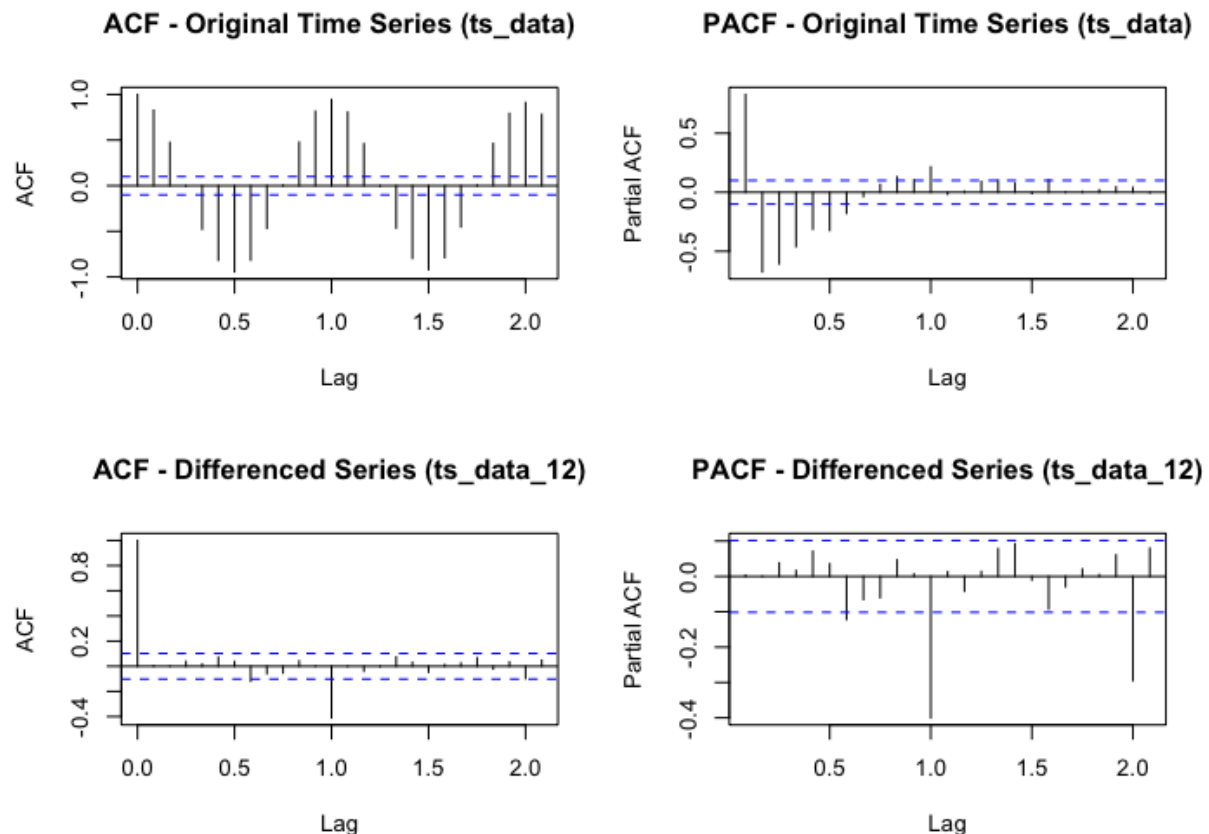 ACF - Original Time Series (ts_data)
PACF - Original Time Series (ts_data)
ACF
1.0
0.0
-1.0
0.0
0.5
1.0
1.5
2.0
Lag
Partial ACF
0.5
0.0
-0.5
0.5
1.0
1.5
2.0
Lag
ACF - Differenced Series (ts_data_12)
PACF - Differenced Series (ts_data_12)
ACF
0.8
0.2
-0.4
0.0
0.5
1.0
1.5
2.0
Lag
Partial ACF
0.0
-0.2
-0.4
0.5
1.0
1.5
2.0
Lag